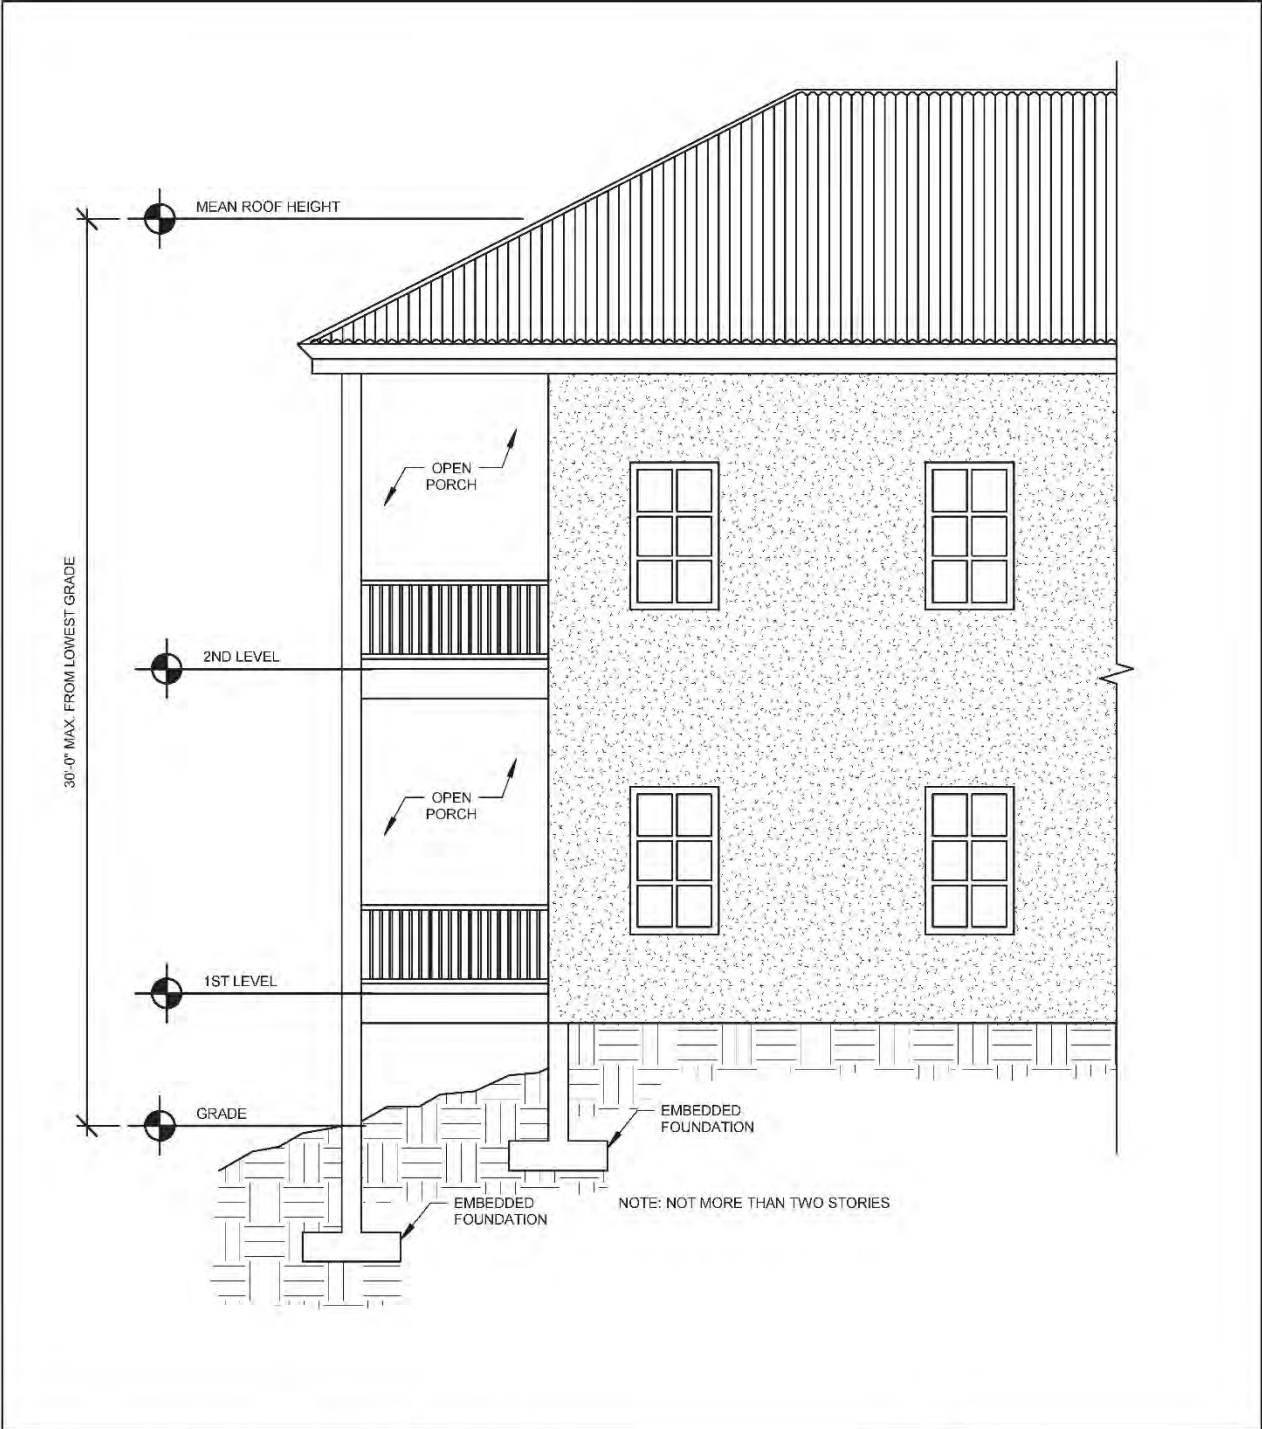 MEAN ROOF HEIGHT
OPEN
PORCH
30'-0" MAX. FROM LOWEST GRADE
2ND LEVEL
OPEN
PORCH
1ST LEVEL
GRADE
EMBEDDED
FOUNDATION
EMBEDDED
FOUNDATION
NOTE: NOT MORE THAN TWO STORIES